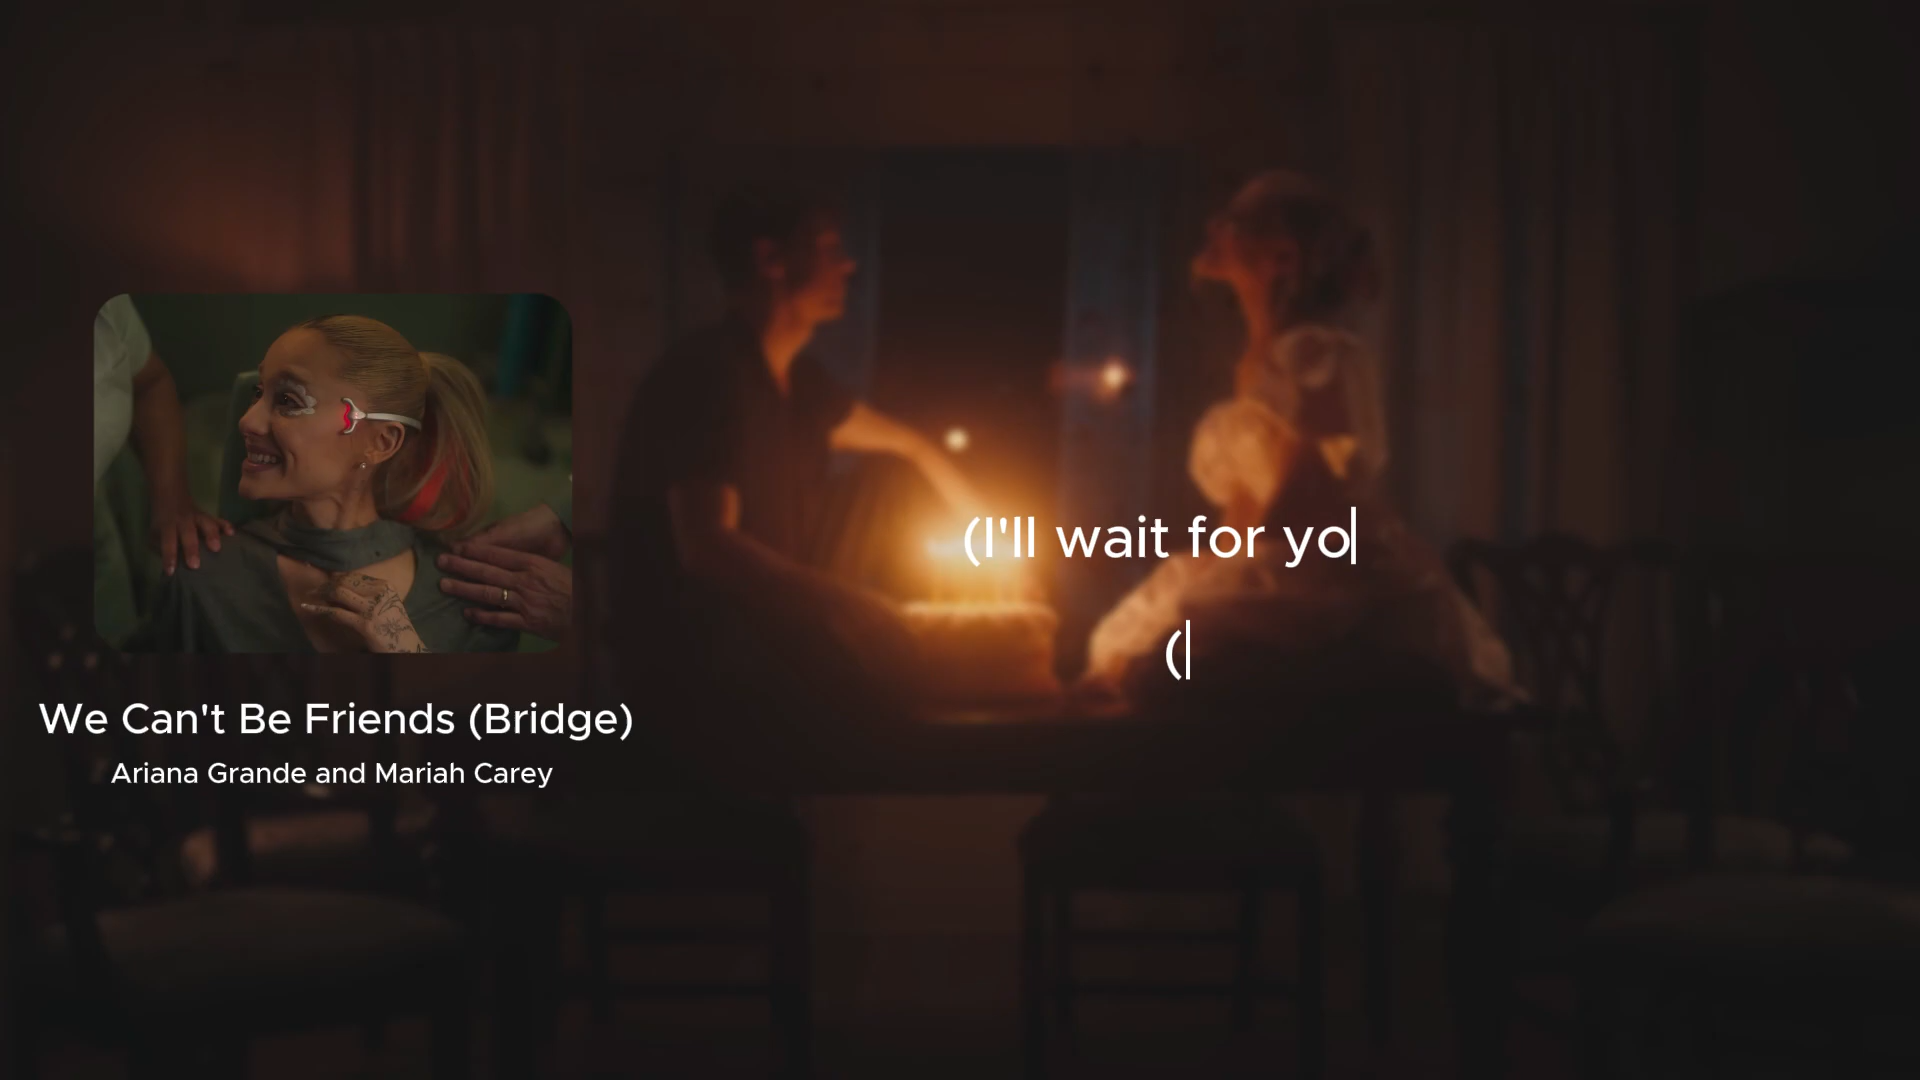 (I'll wait for yo
(
We Can't Be Friends (Bridge)
Ariana Grande and Mariah Carey